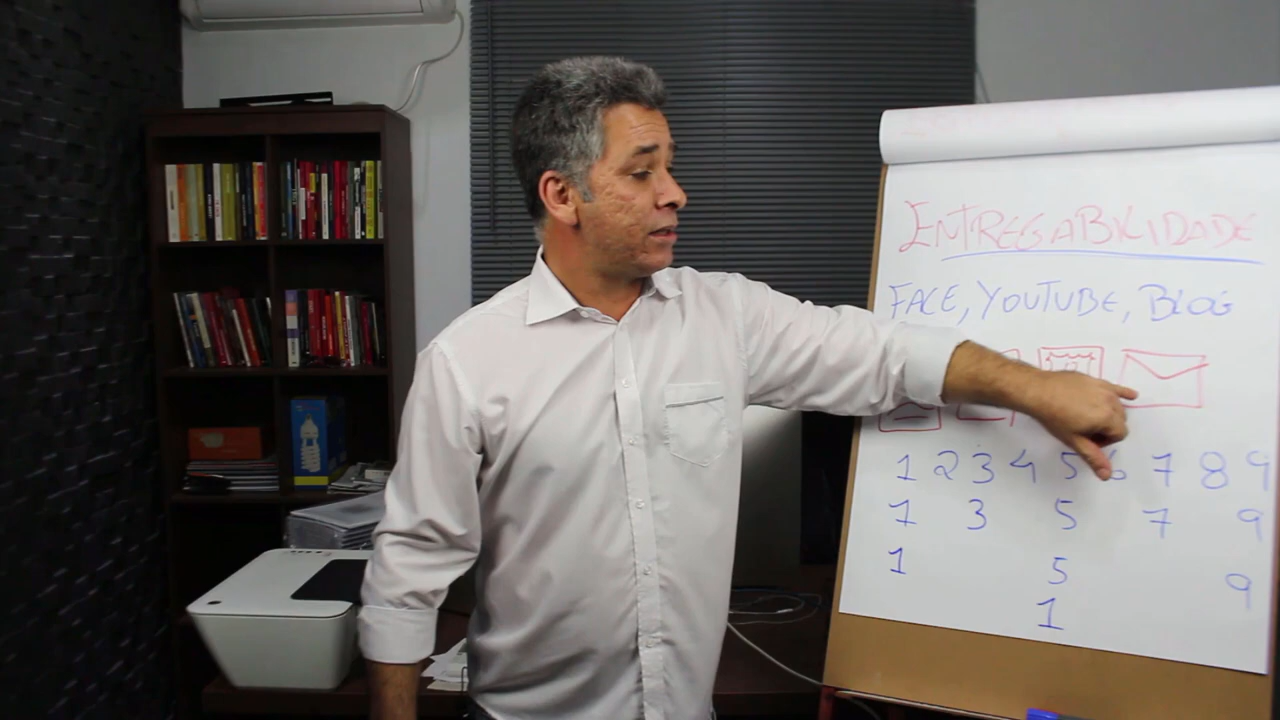 ENTREGABILIDADE
FACE, YOUTUBE, BLOG
1 2 3 4 5 6 7 8 9
1 3 5 7 9
1 5 9
1